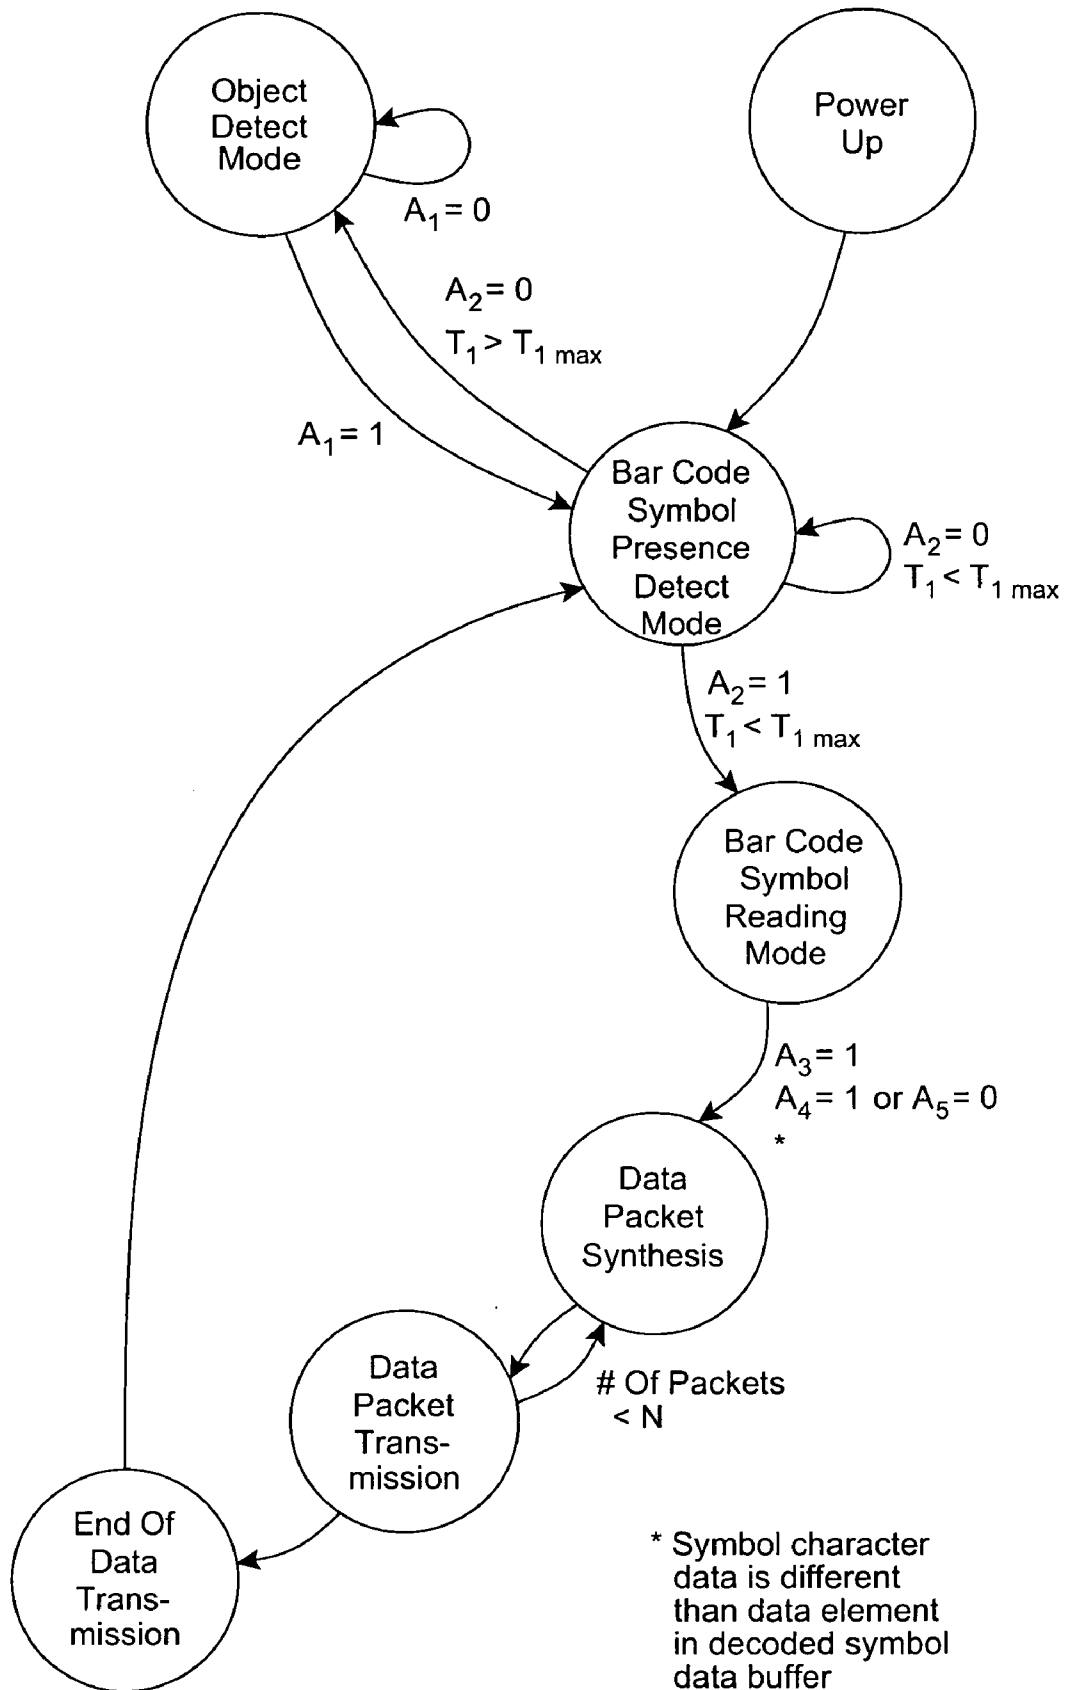 Object
Detect
Mode
Power
Up
A₁= 0
A₂= 0
T₁> T₁ max
A₁= 1
Bar Code
Symbol
Presence
Detect
Mode
A₂= 0
T₁< T₁ max
A₂= 1
T₁< T₁ max
Bar Code
Symbol
Reading
Mode
A₃= 1
A₄= 1 or A₅= 0
*
Data
Packet
Synthesis
# Of Packets
< N
Data
Packet
Trans-
mission
End Of
Data
Trans-
mission
* Symbol character
data is different
than data element
in decoded symbol
data buffer